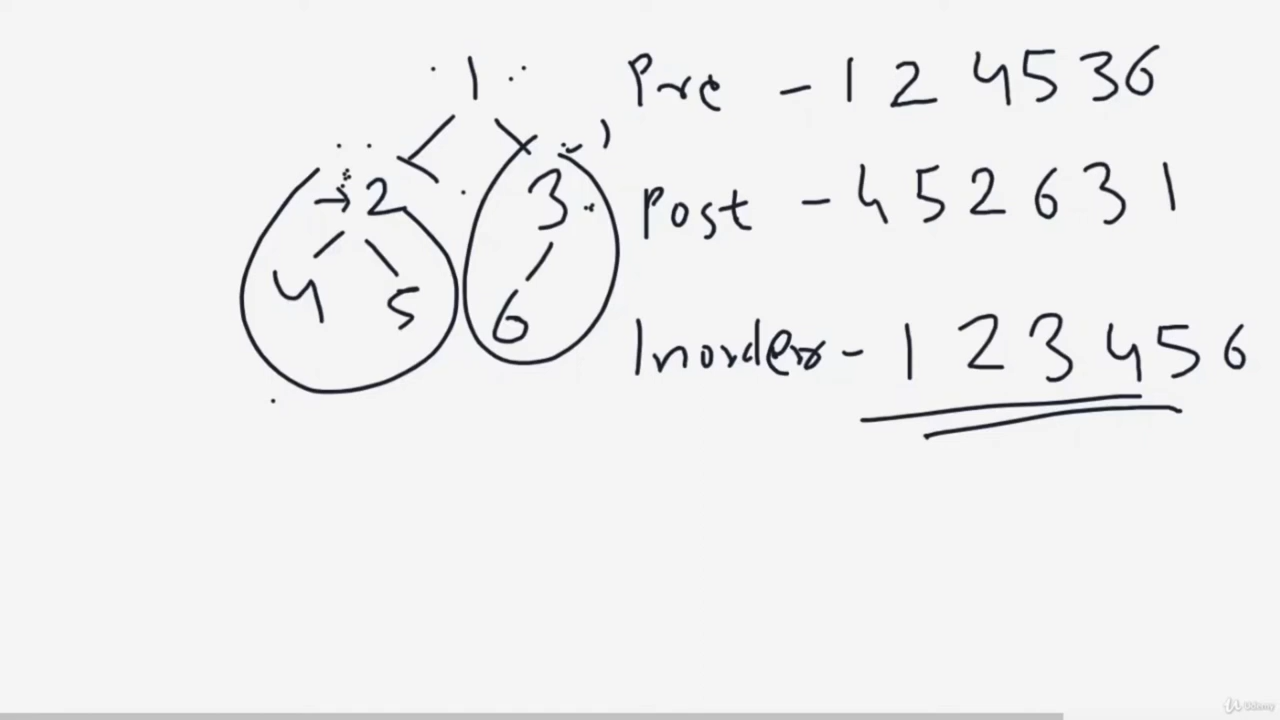 1
2 3
4 5 6
Pre - 1 2 4 5 3 6
Post - 4 5 2 6 3 1
Inorder - 1 2 3 4 5 6
Udemy